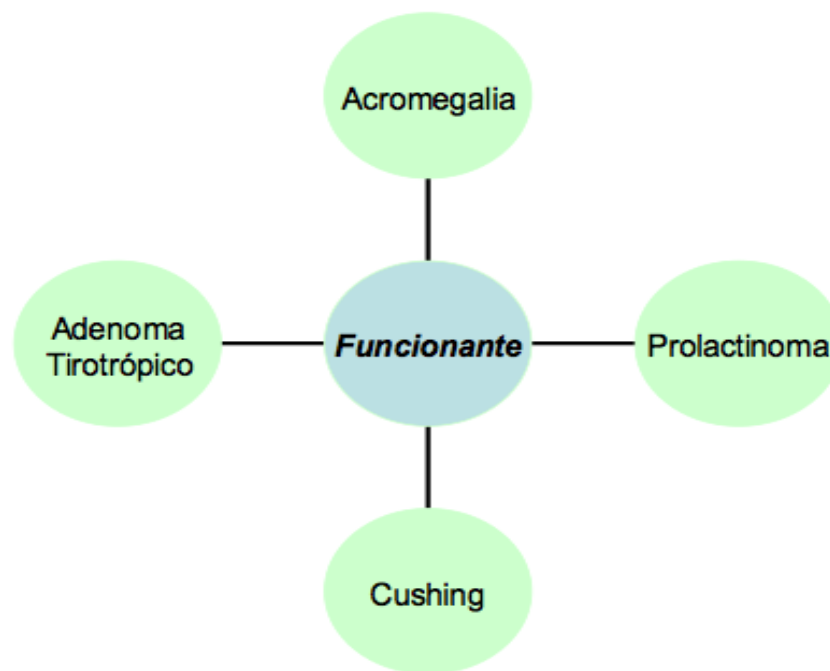 Acromegalia
Adenoma
Tirotrópico
Funcionante
Prolactinoma
Cushing